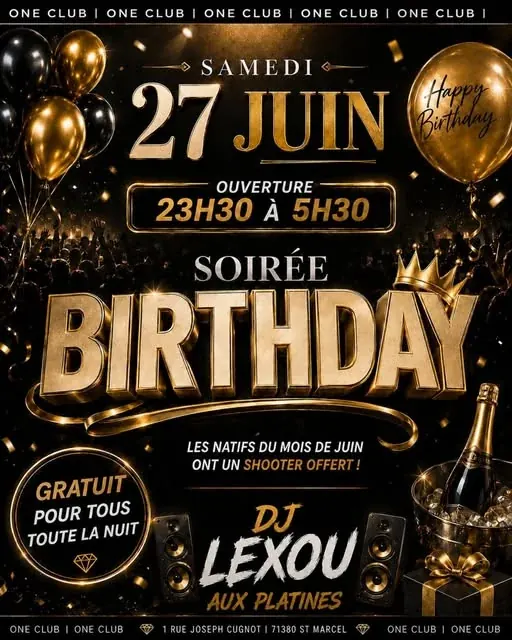 ONE CLUB | ONE CLUB | ONE CLUB | ONE CLUB | ONE CLUB |
SAMEDI
27 JUIN
Happy
Birthday
OUVERTURE
23H30 À 5H30
SOIRÉE
BIRTHDAY
LES NATIFS DU MOIS DE JUIN
ONT UN SHOOTER OFFERT !
GRATUIT
POUR TOUS
TOUTE LA NUIT
DJ
LEXOU
AUX PLATINES
ONE CLUB | ONE CLUB 1 RUE JOSEPH CUGNOT | 71380 ST MARCEL ONE CLUB | ONE CLUB